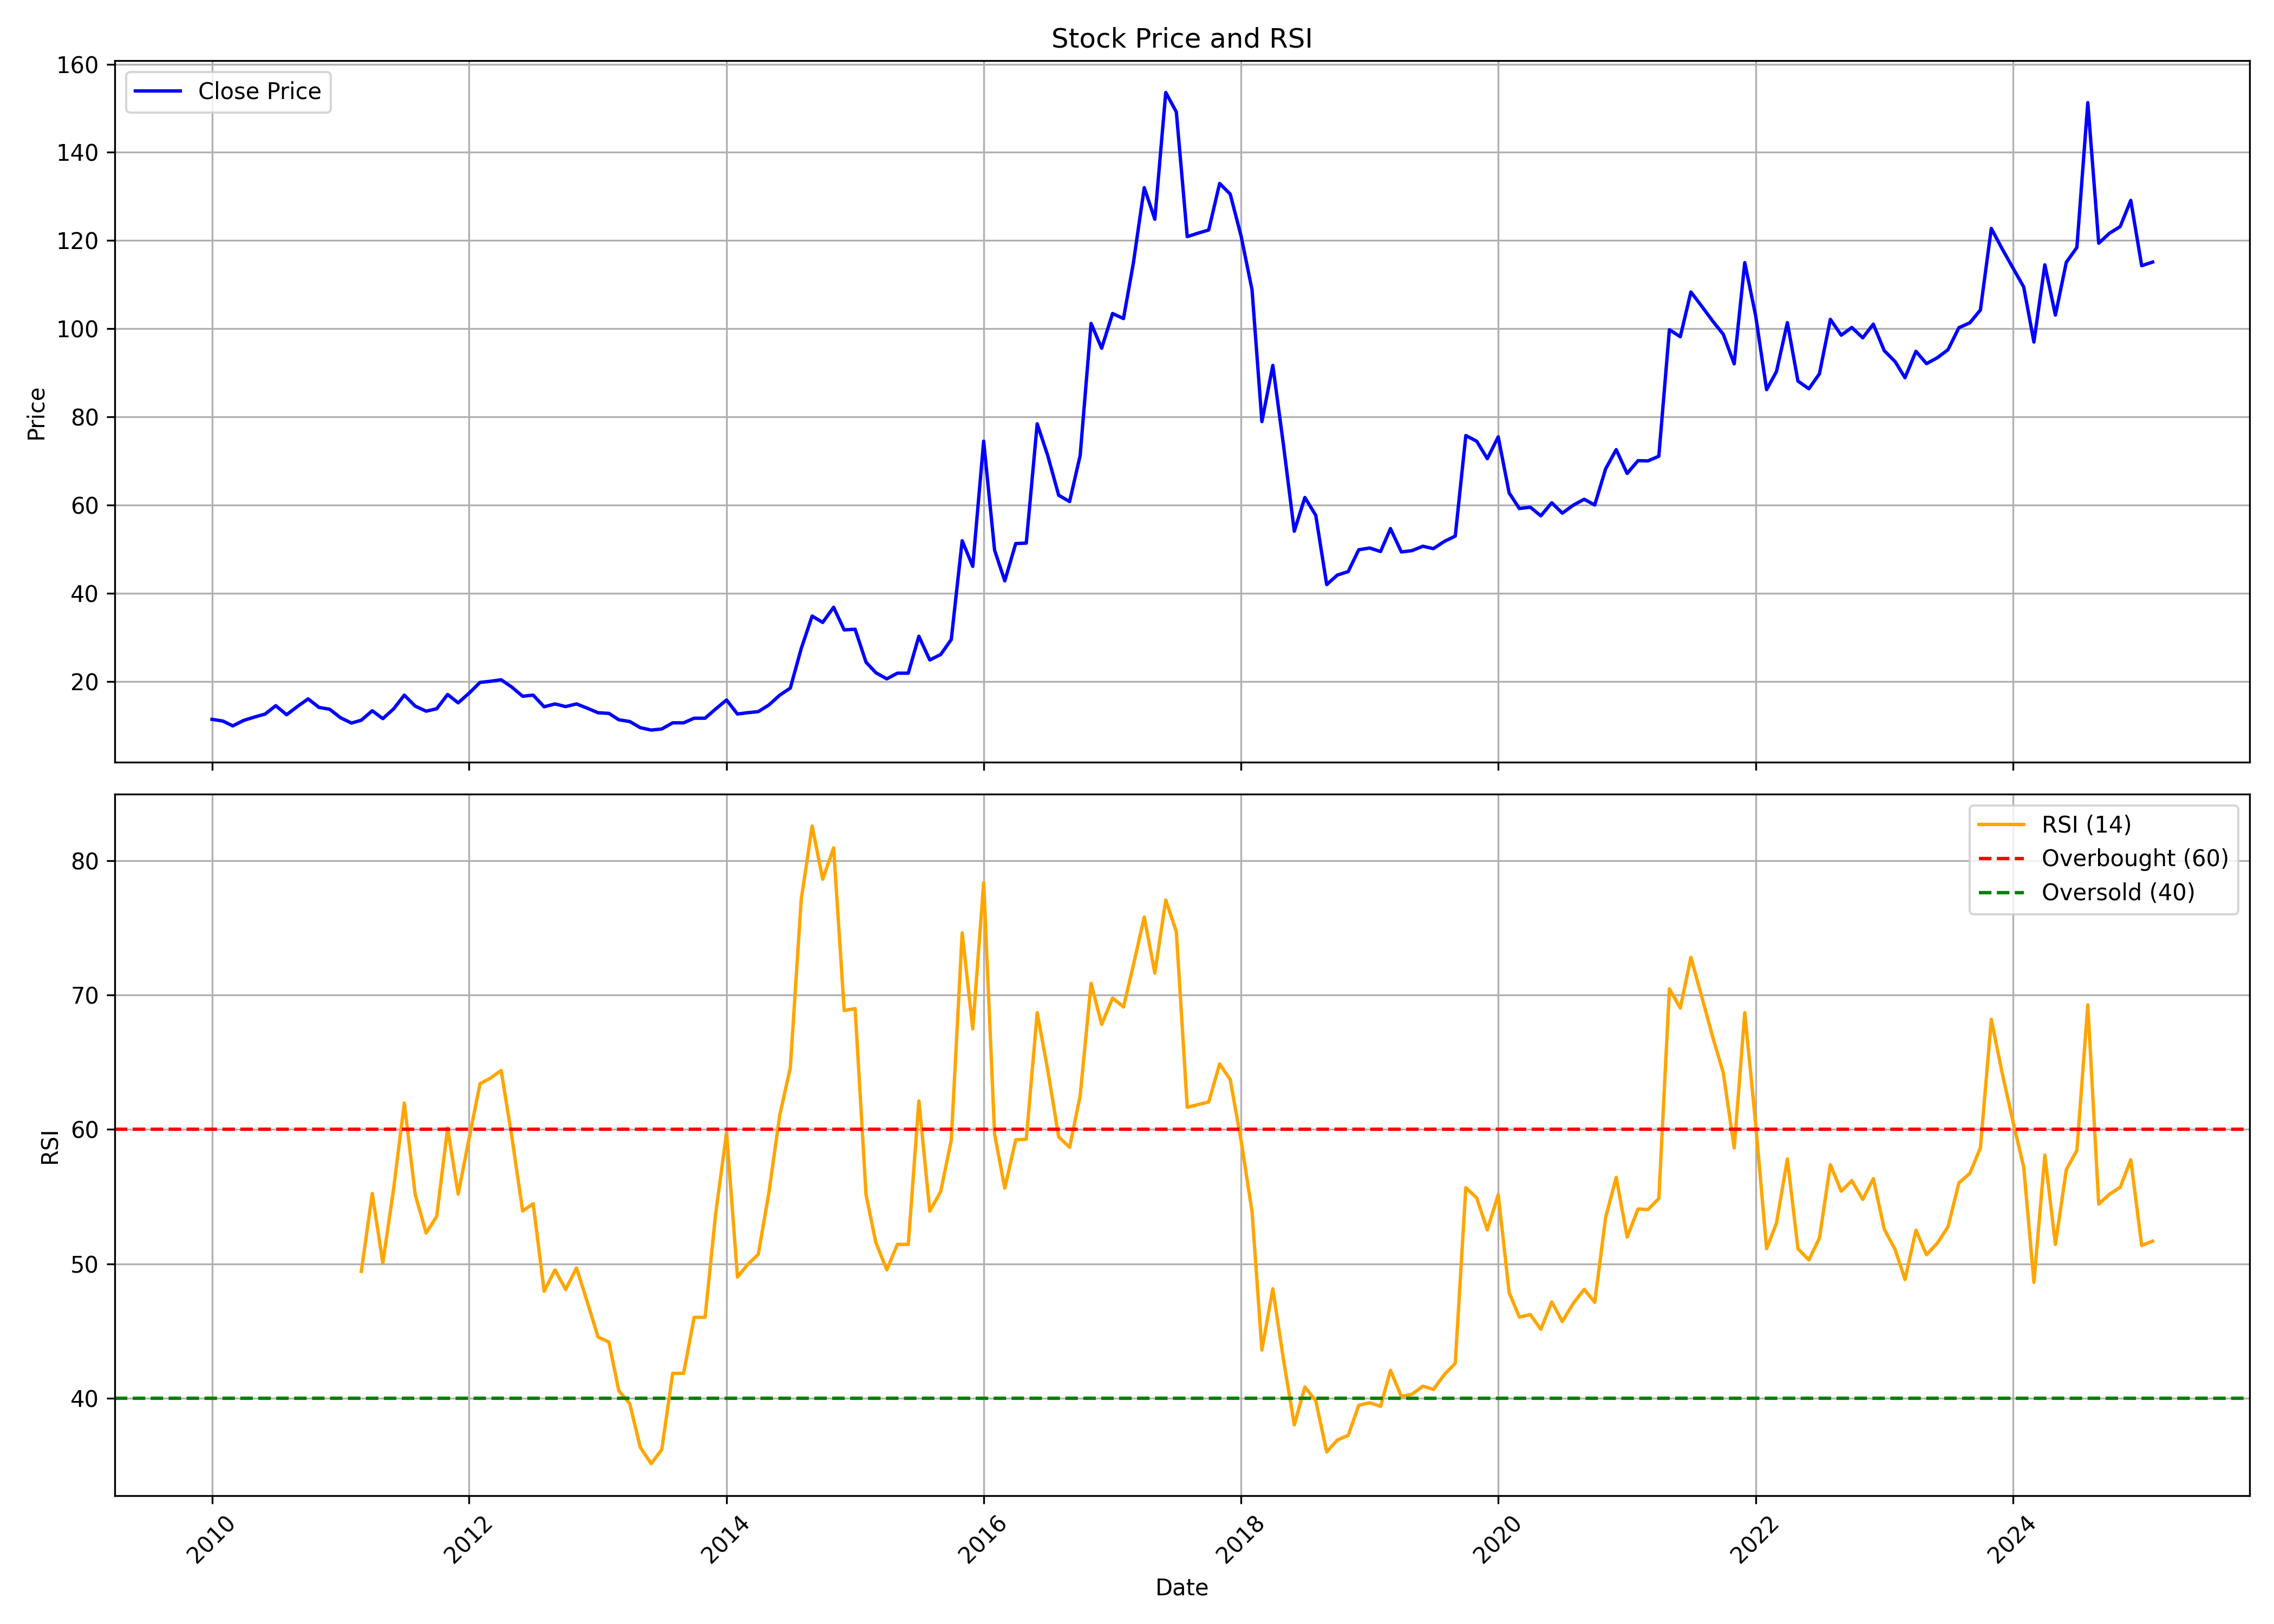 Stock Price and RSI
Close Price
Price
160
140
120
100
80
60
40
20
RSI (14)
Overbought (60)
Oversold (40)
RSI
80
70
60
50
40
2010
2012
2014
2016
2018
2020
2022
2024
Date